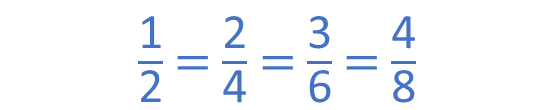 1/2 = 2/4 = 3/6 = 4/8